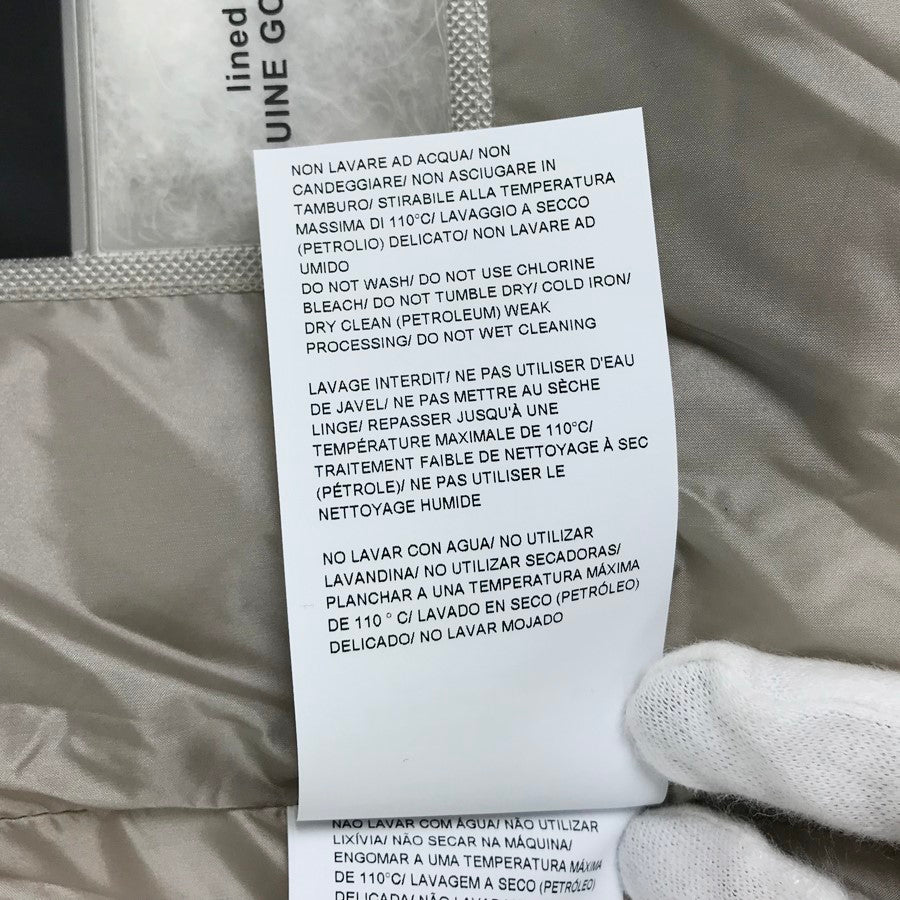 lined
UINE GO
NON LAVARE AD ACQUA/ NON
CANDEGGIARE/ NON ASCIUGARE IN
TAMBURO/ STIRABILE ALLA TEMPERATURA
MASSIMA DI 110°C/ LAVAGGIO A SECCO
(PETROLIO) DELICATO/ NON LAVARE AD
UMIDO
DO NOT WASH/ DO NOT USE CHLORINE
BLEACH/ DO NOT TUMBLE DRY/ COLD IRON/
DRY CLEAN (PETROLEUM) WEAK
PROCESSING/ DO NOT WET CLEANING
LAVAGE INTERDIT/ NE PAS UTILISER D'EAU
DE JAVEL/ NE PAS METTRE AU SÈCHE
LINGE/ REPASSER JUSQU'À UNE
TEMPÉRATURE MAXIMALE DE 110°C/
TRAITEMENT FAIBLE DE NETTOYAGE À SEC
(PÉTROLE)/ NE PAS UTILISER LE
NETTOYAGE HUMIDE
NO LAVAR CON AGUA/ NO UTILIZAR
LAVANDINA/ NO UTILIZAR SECADORAS/
PLANCHAR A UNA TEMPERATURA MÁXIMA
DE 110 ° C/ LAVADO EN SECO (PETRÓLEO)
DELICADO/ NO LAVAR MOJADO
NÃO LAVAR COM ÁGUA/ NÃO UTILIZAR
LIXÍVIA/ NÃO SECAR NA MÁQUINA/
ENGOMAR A UMA TEMPERATURA MÁXIMA
DE 110°C/ LAVAGEM A SECO (PETRÓLEO)
DELICADA/ NÃO LAVAR